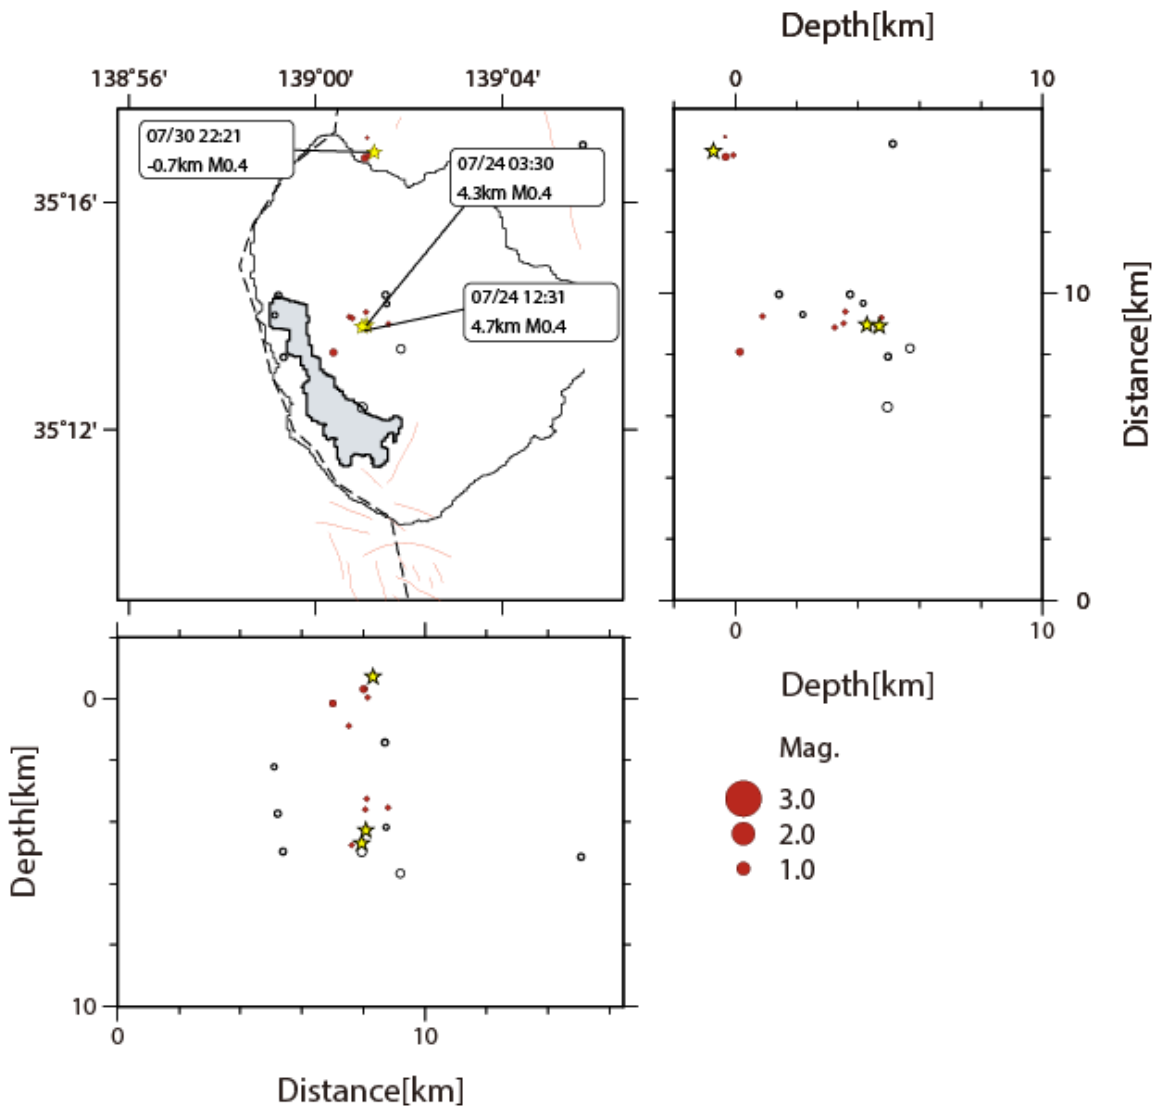 Depth[km]
138°56' 139°00' 139°04'
0 10
07/30 22:21
-0.7km M0.4
07/24 03:30
4.3km M0.4
35°16'
07/24 12:31
4.7km M0.4
10
Distance[km]
35°12'
0
0 10
Depth[km]
0
Depth[km]
10
0 10
Distance[km]
Mag.
3.0
2.0
1.0